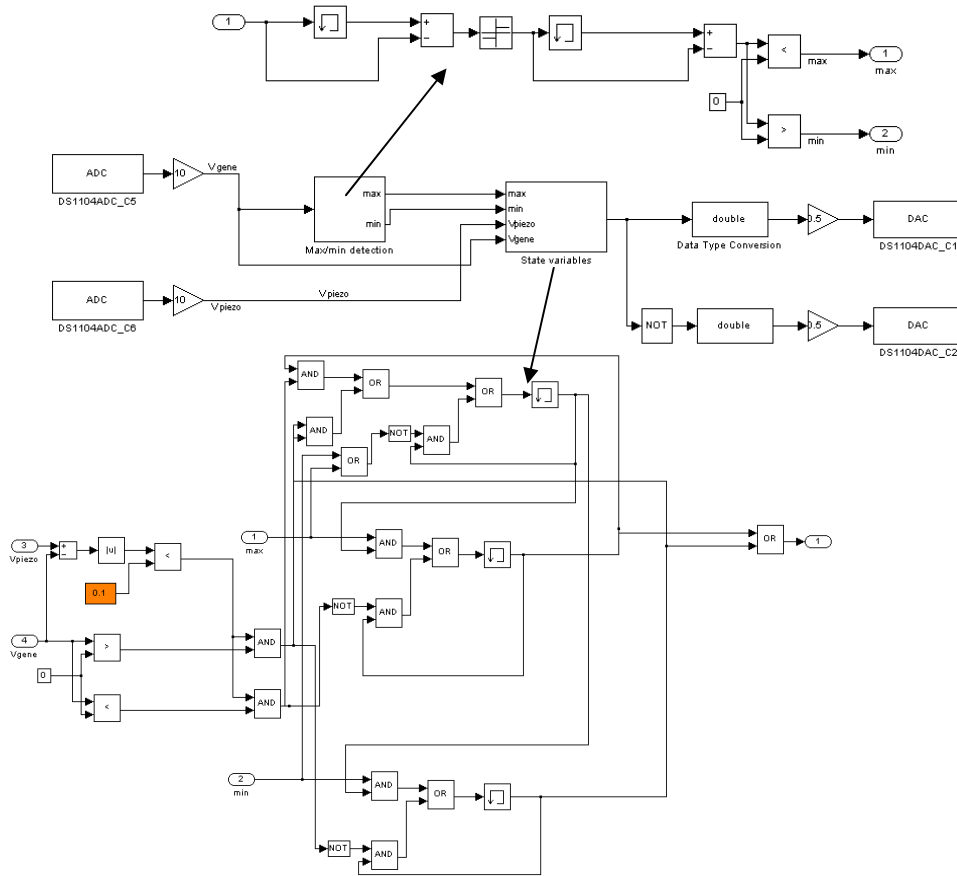 1
+
−
+
−
<
max
1
max
0
>
min
2
min
ADC
10
Vgene
DS1104ADC_C5
max
min
Max/min detection
max
min
Vpiezo
Vgene
State variables
double
Data Type Conversion
0.5
DAC
DS1104DAC_C1
ADC
10
Vpiezo
Vpiezo
DS1104ADC_C6
NOT
double
0.5
DAC
DS1104DAC_C2
AND
OR
OR
AND
NOT
AND
OR
1
max
AND
OR
OR
1
3
Vpiezo
+
−
|u|
<
0.1
NOT
AND
4
Vgene
>
AND
0
<
AND
2
min
AND
OR
NOT
AND